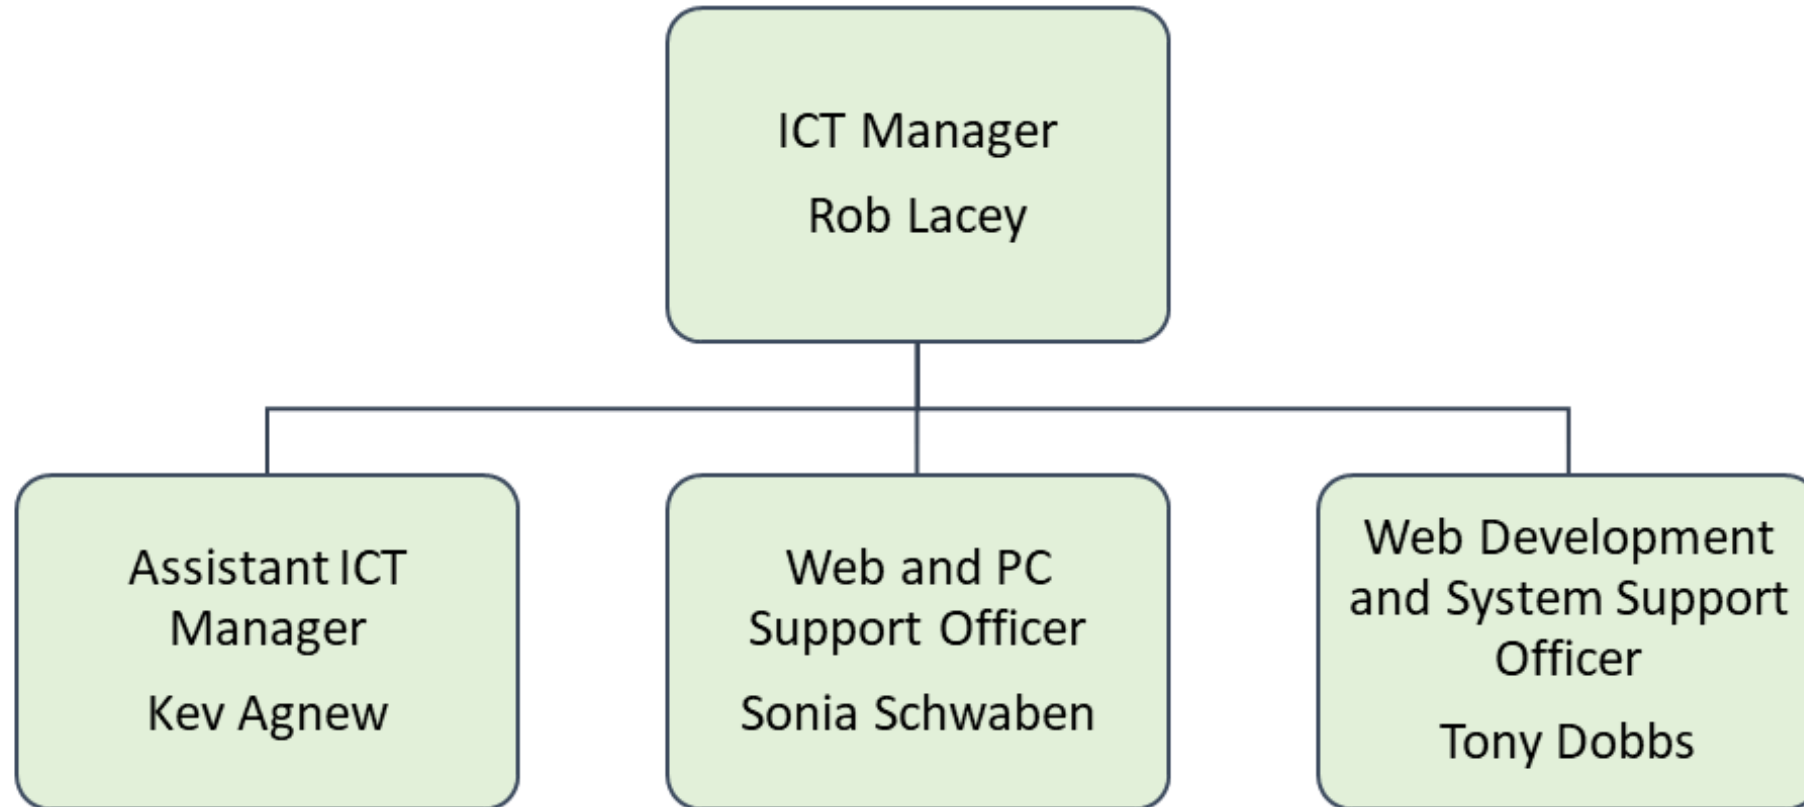 ICT Manager
Rob Lacey
Assistant ICT
Manager
Kev Agnew
Web and PC
Support Officer
Sonia Schwaben
Web Development
and System Support
Officer
Tony Dobbs